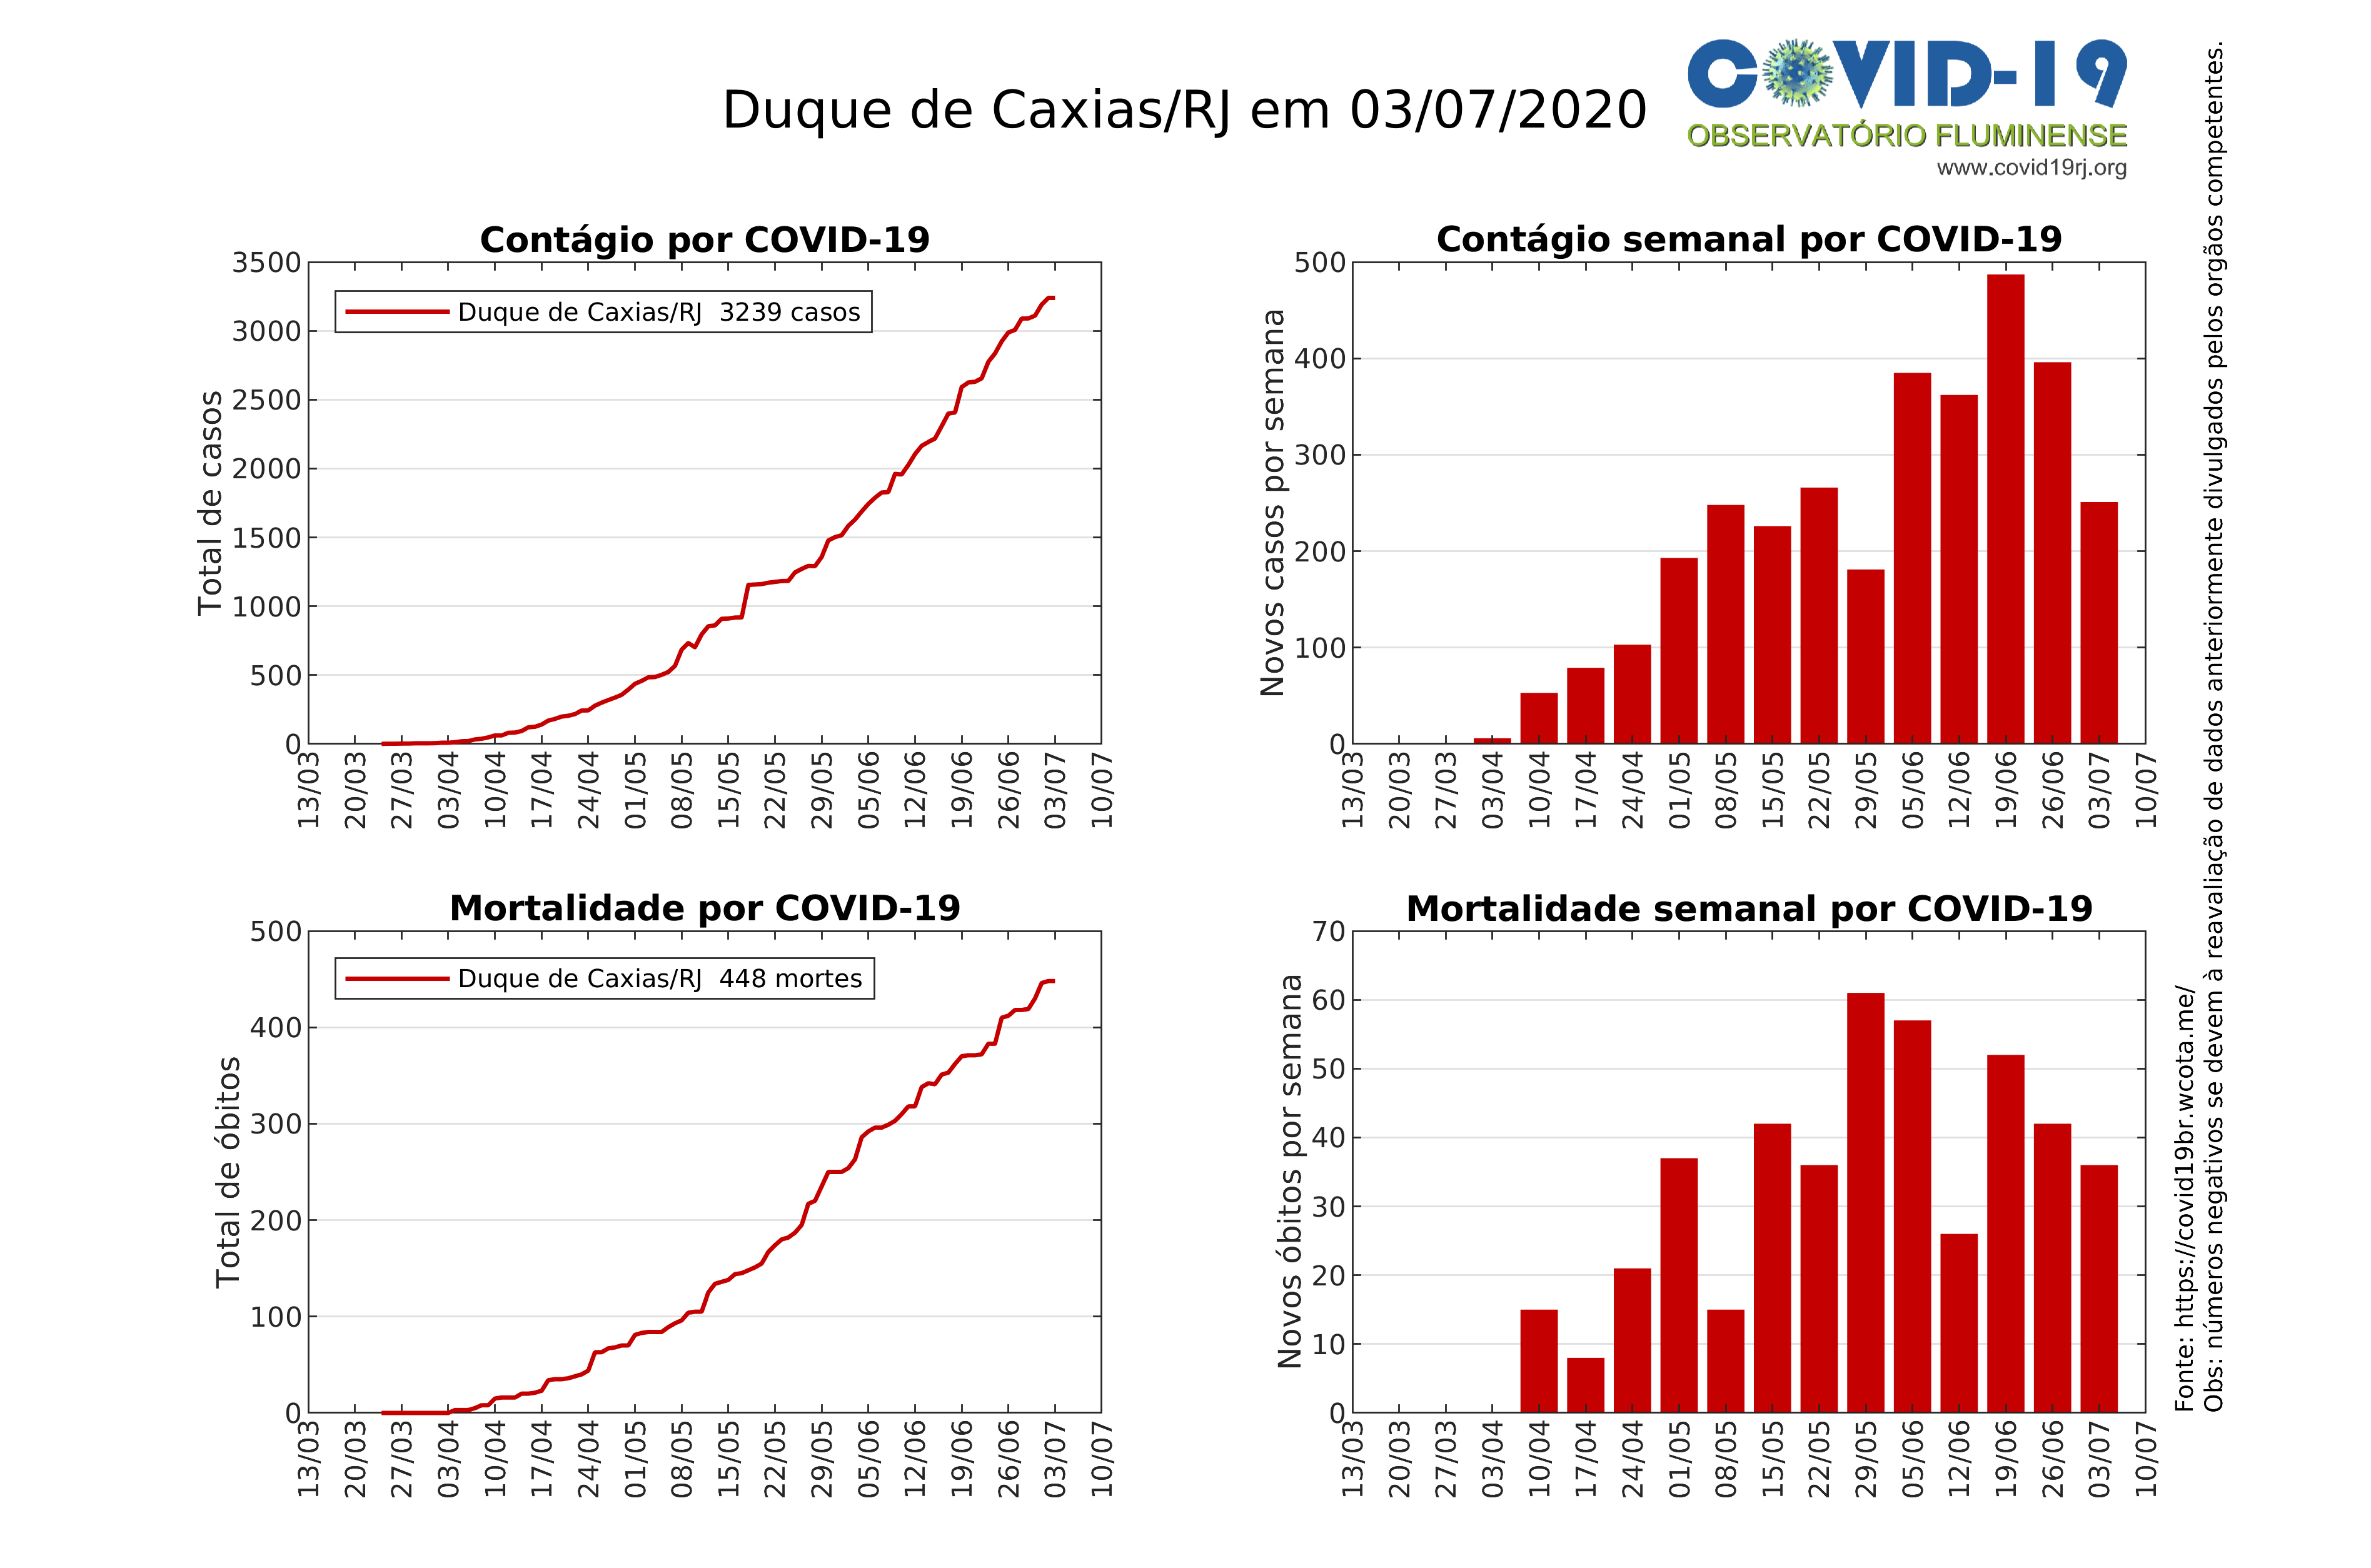 Duque de Caxias/RJ em 03/07/2020
COVID-19
OBSERVATÓRIO FLUMINENSE
www.covid19rj.org
Contágio por COVID-19
Total de casos
3500
3000
2500
2000
1500
1000
500
0
Duque de Caxias/RJ 3239 casos
13/03 20/03 27/03 03/04 10/04 17/04 24/04 01/05 08/05 15/05 22/05 29/05 05/06 12/06 19/06 26/06 03/07 10/07
Contágio semanal por COVID-19
Novos casos por semana
500
400
300
200
100
0
13/03 20/03 27/03 03/04 10/04 17/04 24/04 01/05 08/05 15/05 22/05 29/05 05/06 12/06 19/06 26/06 03/07 10/07
Mortalidade por COVID-19
Total de óbitos
500
400
300
200
100
0
Duque de Caxias/RJ 448 mortes
13/03 20/03 27/03 03/04 10/04 17/04 24/04 01/05 08/05 15/05 22/05 29/05 05/06 12/06 19/06 26/06 03/07 10/07
Mortalidade semanal por COVID-19
Novos óbitos por semana
70
60
50
40
30
20
10
0
13/03 20/03 27/03 03/04 10/04 17/04 24/04 01/05 08/05 15/05 22/05 29/05 05/06 12/06 19/06 26/06 03/07 10/07
Fonte: https://covid19br.wcota.me/
Obs: números negativos se devem à reavaliação de dados anteriormente divulgados pelos orgãos competentes.